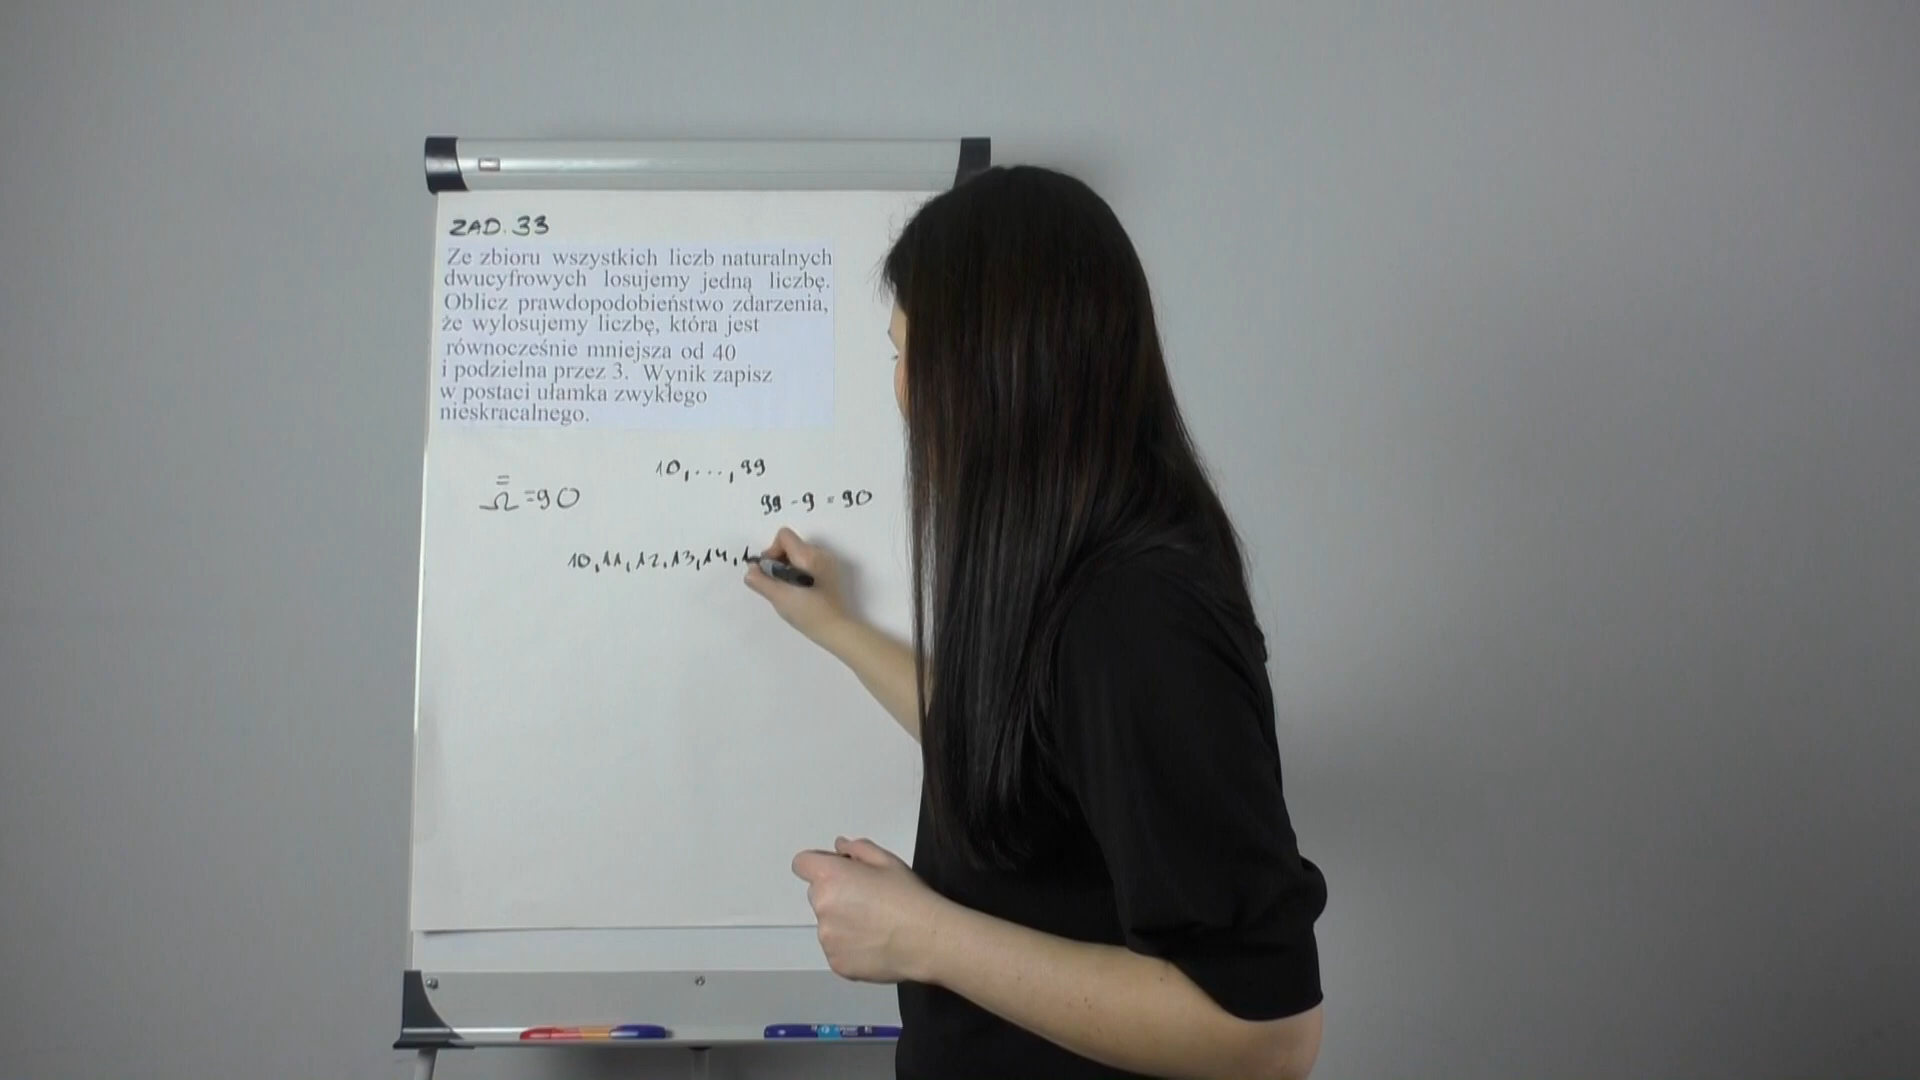 ZAD. 33
Ze zbioru wszystkich liczb naturalnych
dwucyfrowych losujemy jedną liczbę.
Oblicz prawdopodobieństwo zdarzenia,
że wylosujemy liczbę, która jest
równocześnie mniejsza od 40
i podzielna przez 3. Wynik zapisz
w postaci ułamka zwykłego
nieskracalnego.
10,...,99
Ω̿=90
99-9=90
10,11,12,13,14,1